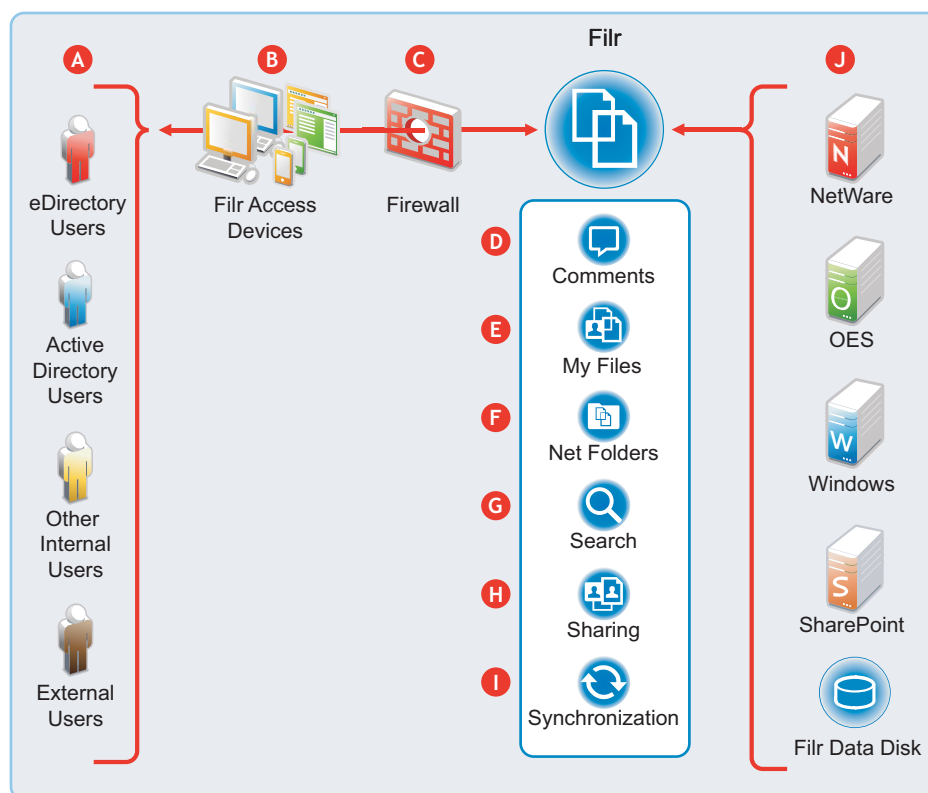 Filr
A
B
C
J
eDirectory
Users
Active
Directory
Users
Other
Internal
Users
External
Users
Filr Access
Devices
Firewall
D
Comments
E
My Files
F
Net Folders
G
Search
H
Sharing
I
Synchronization
N
NetWare
O
OES
W
Windows
S
SharePoint
Filr Data Disk